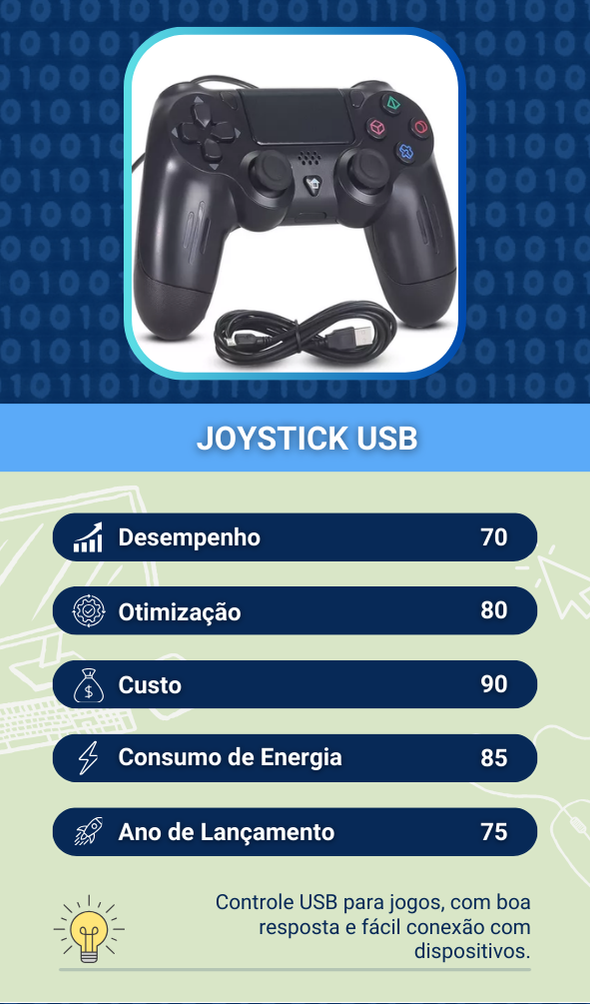 JOYSTICK USB
Desempenho 70
Otimização 80
Custo 90
Consumo de Energia 85
Ano de Lançamento 75
Controle USB para jogos, com boa
resposta e fácil conexão com
dispositivos.